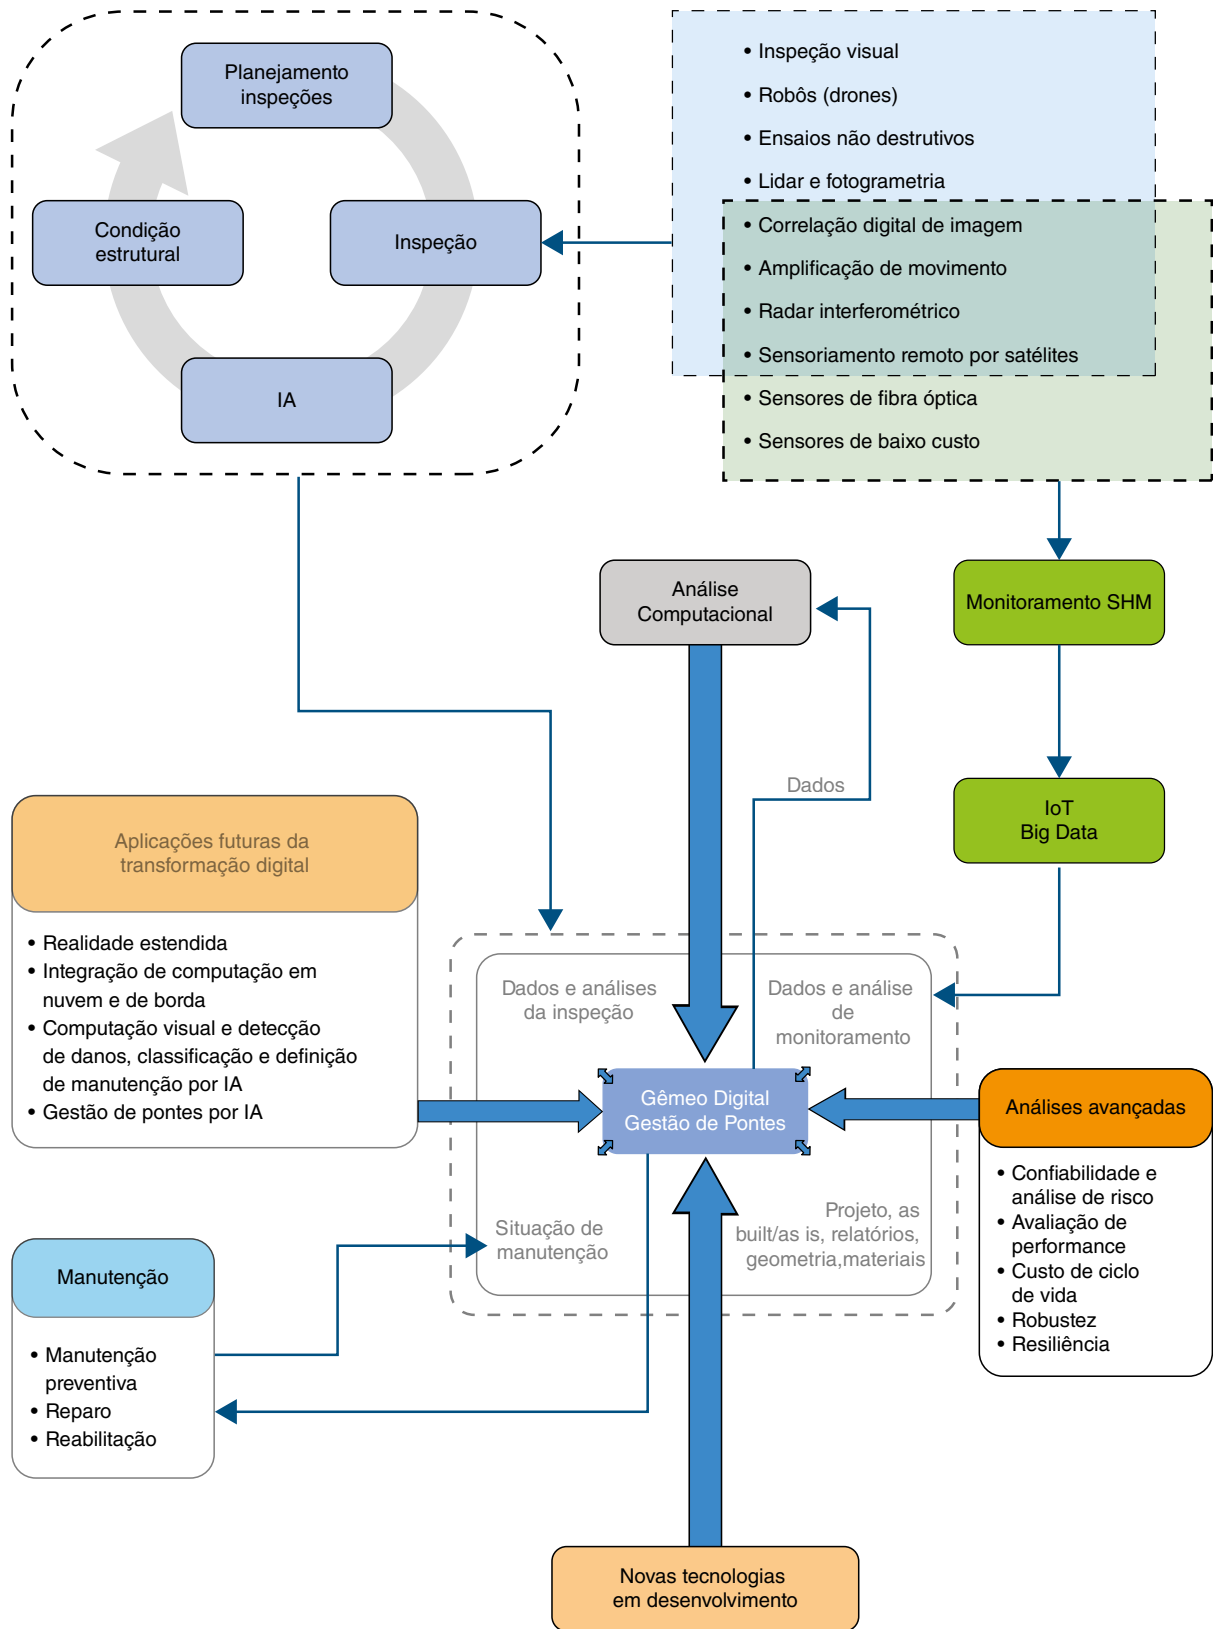 Planejamento
inspeções
Condição
estrutural
Inspeção
IA
• Inspeção visual
• Robôs (drones)
• Ensaios não destrutivos
• Lidar e fotogrametria
• Correlação digital de imagem
• Amplificação de movimento
• Radar interferométrico
• Sensoriamento remoto por satélites
• Sensores de fibra óptica
• Sensores de baixo custo
Análise
Computacional
Monitoramento SHM
Dados
IoT
Big Data
Aplicações futuras da
transformação digital
• Realidade estendida
• Integração de computação em
nuvem e de borda
• Computação visual e detecção
de danos, classificação e definição
de manutenção por IA
• Gestão de pontes por IA
Dados e análises
da inspeção
Dados e análise
de
monitoramento
Gêmeo Digital
Gestão de Pontes
Situação de
manutenção
Projeto, as
built/as is, relatórios,
geometria,materiais
Análises avançadas
• Confiabilidade e
análise de risco
• Avaliação de
performance
• Custo de ciclo
de vida
• Robustez
• Resiliência
Manutenção
• Manutenção
preventiva
• Reparo
• Reabilitação
Novas tecnologias
em desenvolvimento